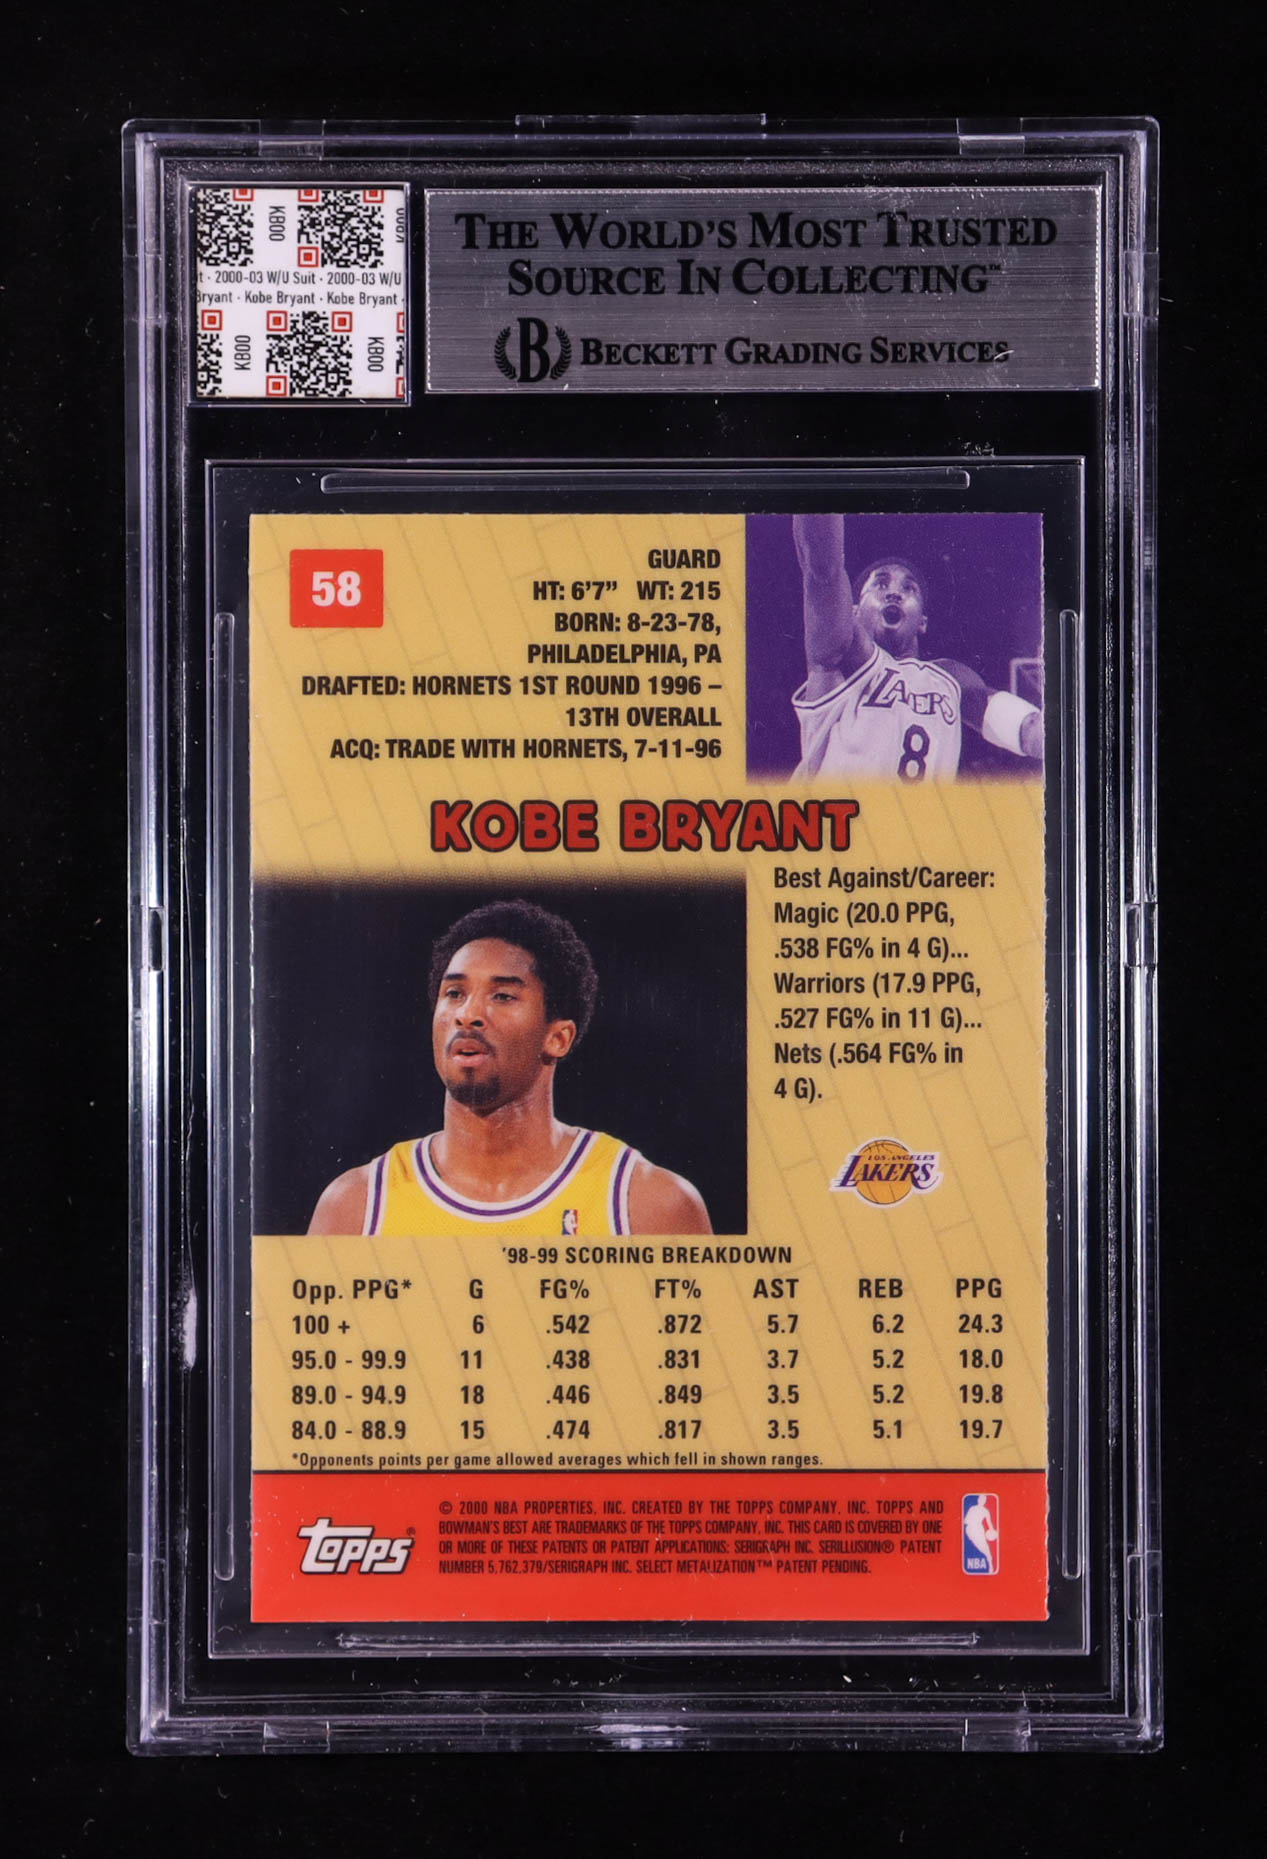 KB00
KB00
t · 2000-03 W/U Suit · 2000-03 W/U
Bryant · Kobe Bryant · Kobe Bryant ·
KB00
KB00
THE WORLD'S MOST TRUSTED
SOURCE IN COLLECTING™
B BECKETT GRADING SERVICES
58
GUARD
HT: 6'7" WT: 215
BORN: 8-23-78,
PHILADELPHIA, PA
DRAFTED: HORNETS 1ST ROUND 1996 –
13TH OVERALL
ACQ: TRADE WITH HORNETS, 7-11-96
LAKERS
8
KOBE BRYANT
Best Against/Career:
Magic (20.0 PPG,
.538 FG% in 4 G)...
Warriors (17.9 PPG,
.527 FG% in 11 G)...
Nets (.564 FG% in
4 G).
LOS ANGELES
LAKERS
'98-99 SCORING BREAKDOWN
Opp. PPG* G FG% FT% AST REB PPG
100 + 6 .542 .872 5.7 6.2 24.3
95.0 - 99.9 11 .438 .831 3.7 5.2 18.0
89.0 - 94.9 18 .446 .849 3.5 5.2 19.8
84.0 - 88.9 15 .474 .817 3.5 5.1 19.7
*Opponents points per game allowed averages which fell in shown ranges.
Topps®
© 2000 NBA PROPERTIES, INC. CREATED BY THE TOPPS COMPANY, INC. TOPPS AND
BOWMAN'S BEST ARE TRADEMARKS OF THE TOPPS COMPANY, INC. THIS CARD IS COVERED BY ONE
OR MORE OF THESE PATENTS OR PATENT APPLICATIONS: SERIGRAPH INC. SERILLUSION® PATENT
NUMBER 5,762,379/SERIGRAPH INC. SELECT METALIZATION™ PATENT PENDING.
NBA